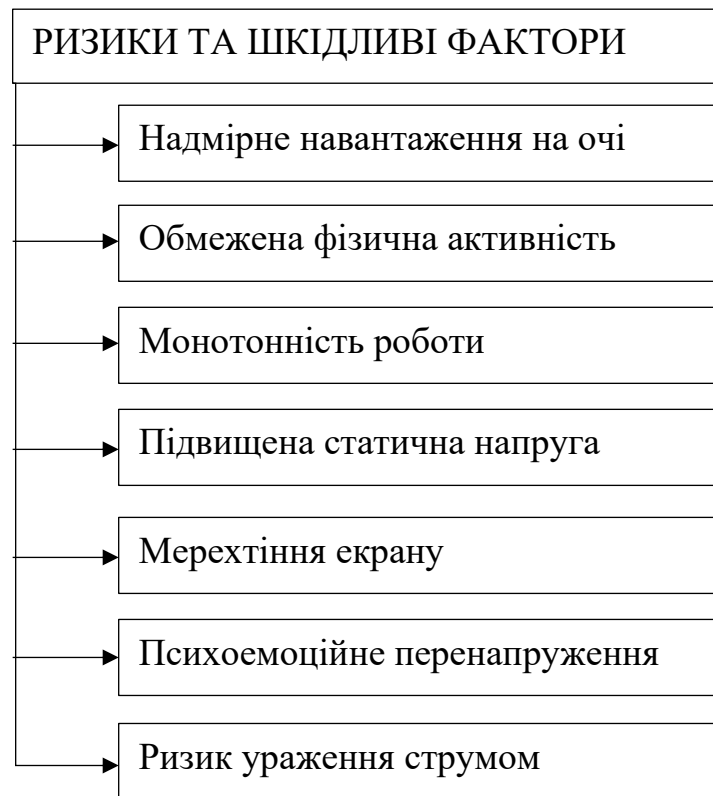 РИЗИКИ ТА ШКІДЛИВІ ФАКТОРИ
Надмірне навантаження на очі
Обмежена фізична активність
Монотонність роботи
Підвищена статична напруга
Мерехтіння екрану
Психоемоційне перенапруження
Ризик ураження струмом